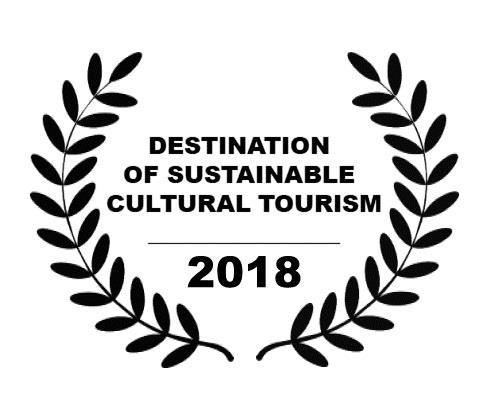 DESTINATION
OF SUSTAINABLE
CULTURAL TOURISM
2018